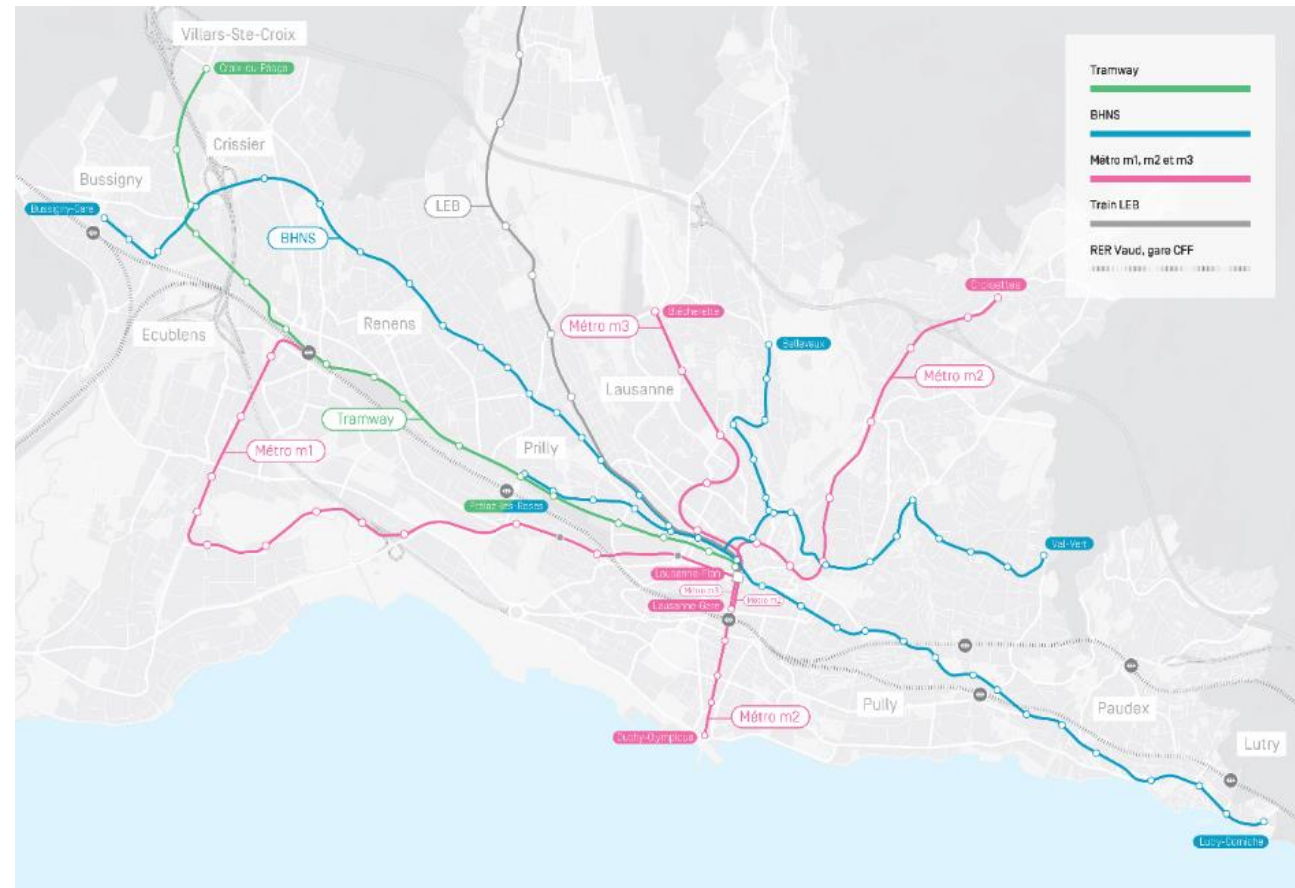 Villars-Ste-Croix
Croix-du-Péage
Crissier
Bussigny
Bussigny-Gare
LEB
BHNS
Ecublens
Renens
Métro m3
Blécherette
Croisettes
Bellevaux
Lausanne
Métro m2
Tramway
Métro m1
Prilly
Prélaz-les-Roses
Val-Vert
Lausanne-Flon
Métro m3
Métro m2
Lausanne-Gare
Pully
Paudex
Métro m2
Ouchy-Olympique
Lutry
Lutry-Corniche
Tramway
BHNS
Métro m1, m2 et m3
Train LEB
RER Vaud, gare CFF